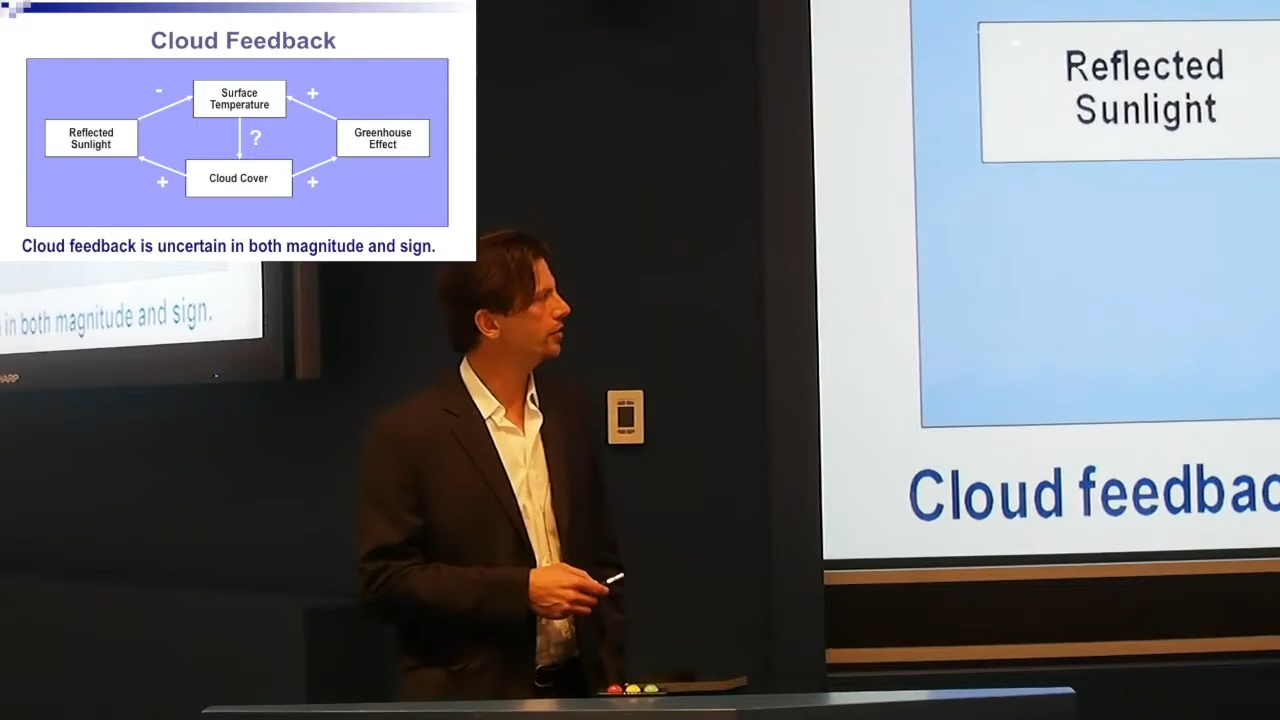 Cloud Feedback
-
Surface
Temperature
+
Reflected
Sunlight
?
Greenhouse
Effect
+
Cloud Cover
+
Cloud feedback is uncertain in both magnitude and sign.
in both magnitude and sign.
Reflected
Sunlight
Cloud feedbac